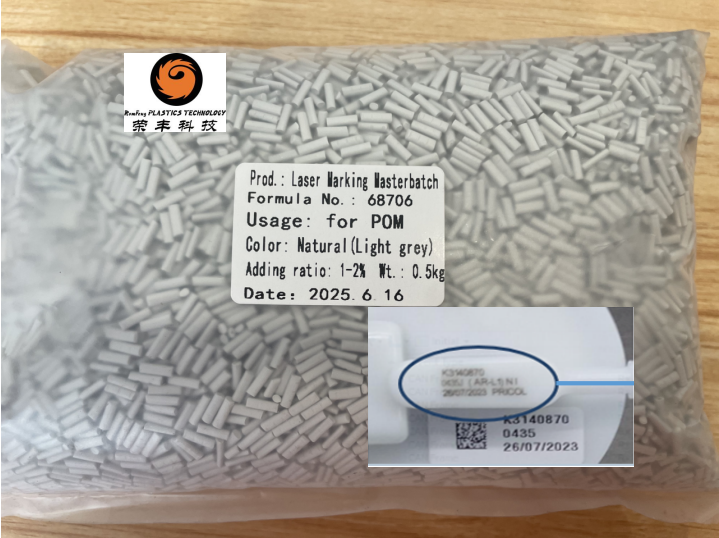 RomFeng PLASTICS TECHNOLOGY
荣丰科技
Prod.: Laser Marking Masterbatch
Formula No.: 68706
Usage: for POM
Color: Natural(Light grey)
Adding ratio: 1-2% Wt.: 0.5kg
Date: 2025.6.16
K3140870
26/07/2023 PRICOL
K3140870
0435
26/07/2023